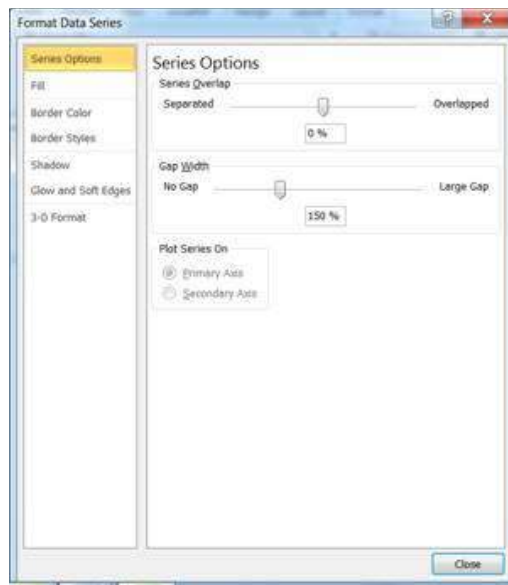 Format Data Series
Series Options
Fill
Border Color
Border Styles
Shadow
Glow and Soft Edges
3-D Format
Series Options
Series Overlap
Separated Overlapped
0 %
Gap Width
No Gap Large Gap
150 %
Plot Series On
Primary Axis
Secondary Axis
Close